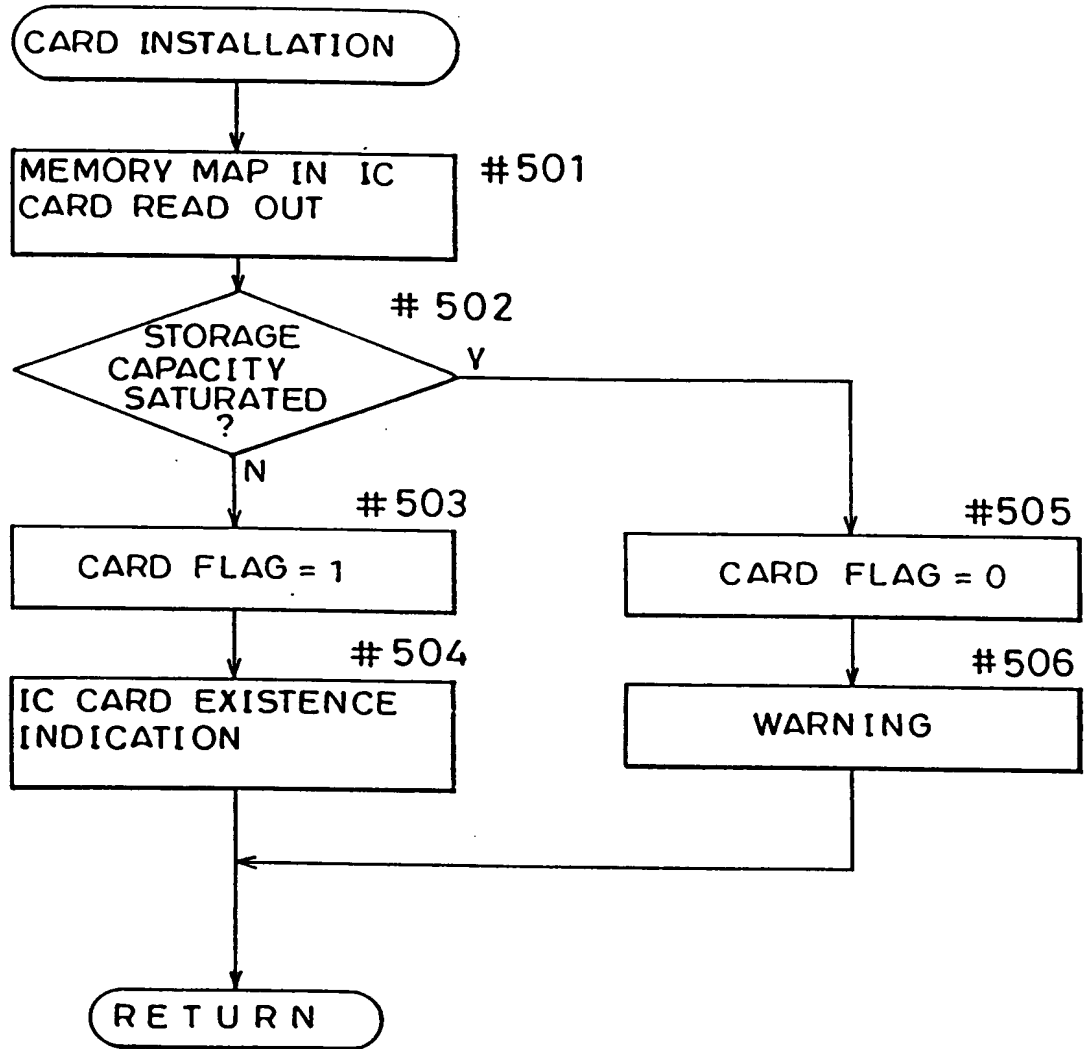 CARD INSTALLATION
MEMORY MAP IN IC
CARD READ OUT
#501
#502
STORAGE
CAPACITY
SATURATED
?
Y
N
#503
CARD FLAG = 1
#505
CARD FLAG = 0
#504
IC CARD EXISTENCE
INDICATION
#506
WARNING
RETURN